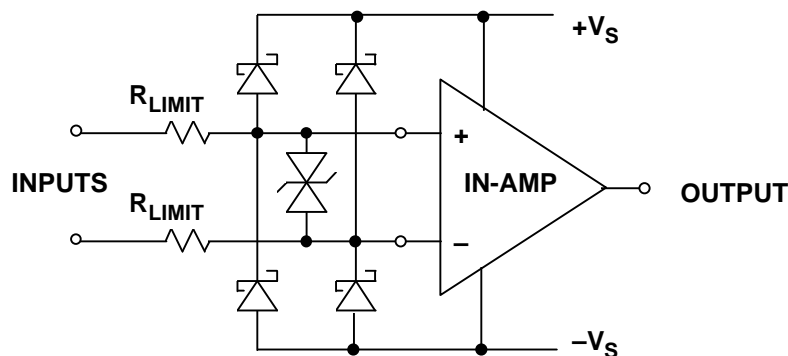 +VS
RLIMIT
+
INPUTS
IN-AMP
OUTPUT
RLIMIT
–
–VS